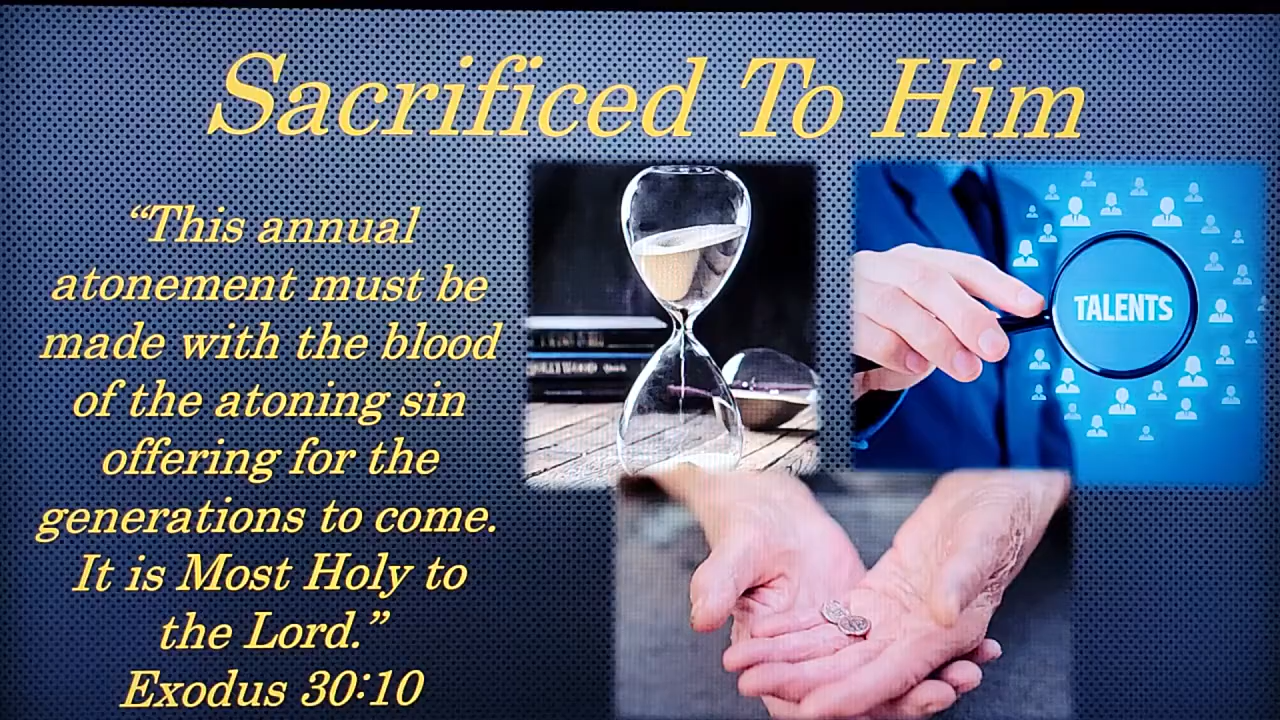 Sacrificed To Him
“This annual
atonement must be
made with the blood
of the atoning sin
offering for the
generations to come.
It is Most Holy to
the Lord.”
Exodus 30:10
TALENTS